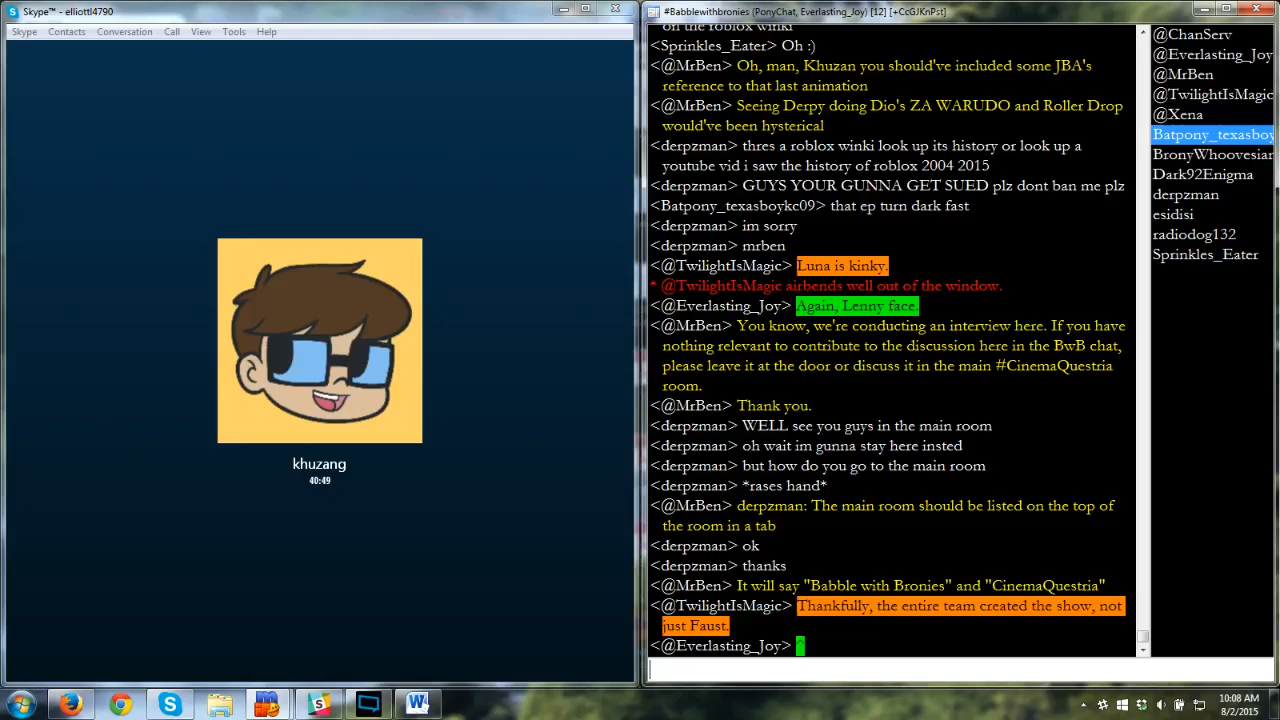 Skype™ - elliottl4790
Skype Contacts Conversation Call View Tools Help
khuzang
40:49
#Babblewithbronies (PonyChat, Everlasting_Joy) [12] [+CcGJKnPst]
on the roblox winki
<Sprinkles_Eater> Oh :)
<@MrBen> Oh, man, Khuzan you should've included some JBA's
reference to that last animation
<@MrBen> Seeing Derpy doing Dio's ZA WARUDO and Roller Drop
would've been hysterical
<derpzman> thres a roblox winki look up its history or look up a
youtube vid i saw the history of roblox 2004 2015
<derpzman> GUYS YOUR GUNNA GET SUED plz dont ban me plz
<Batpony_texasboykc09> that ep turn dark fast
<derpzman> im sorry
<derpzman> mrben
<@TwilightIsMagic> Luna is kinky.
* @TwilightIsMagic airbends well out of the window.
<@Everlasting_Joy> Again, Lenny face.
<@MrBen> You know, we're conducting an interview here. If you have
nothing relevant to contribute to the discussion here in the BwB chat,
please leave it at the door or discuss it in the main #CinemaQuestria
room.
<@MrBen> Thank you.
<derpzman> WELL see you guys in the main room
<derpzman> oh wait im gunna stay here insted
<derpzman> but how do you go to the main room
<derpzman> *rases hand*
<@MrBen> derpzman: The main room should be listed on the top of
the room in a tab
<derpzman> ok
<derpzman> thanks
<@MrBen> It will say "Babble with Bronies" and "CinemaQuestria"
<@TwilightIsMagic> Thankfully, the entire team created the show, not
just Faust.
<@Everlasting_Joy> ^
@ChanServ
@Everlasting_Joy
@MrBen
@TwilightIsMagic
@Xena
Batpony_texasboy
BronyWhoovesian
Dark92Enigma
derpzman
esidisi
radiodog132
Sprinkles_Eater
10:08 AM
8/2/2015